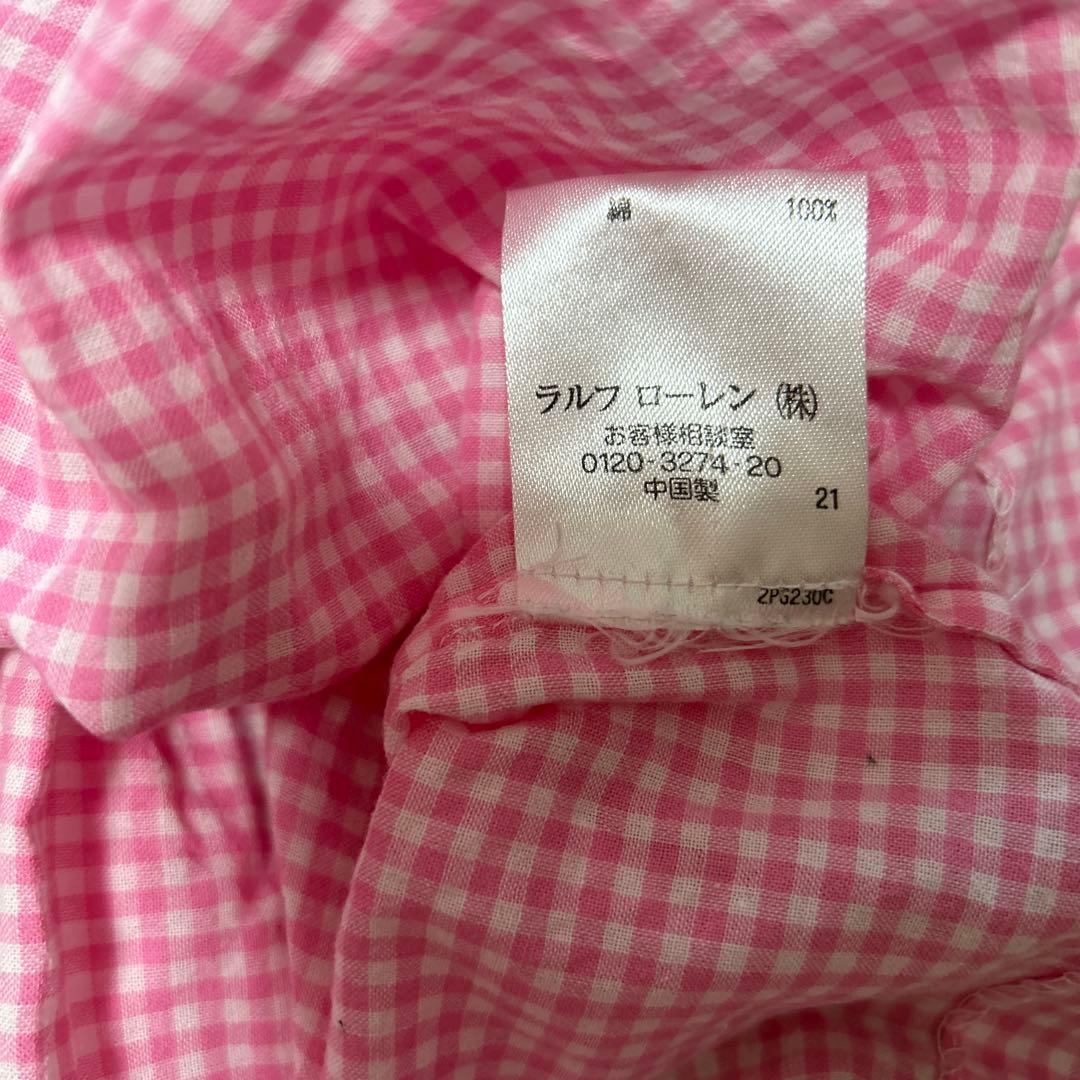 綿 100%
ラルフ ローレン ㈱
お客様相談室
0120-3274-20
中国製
21
2PG230C